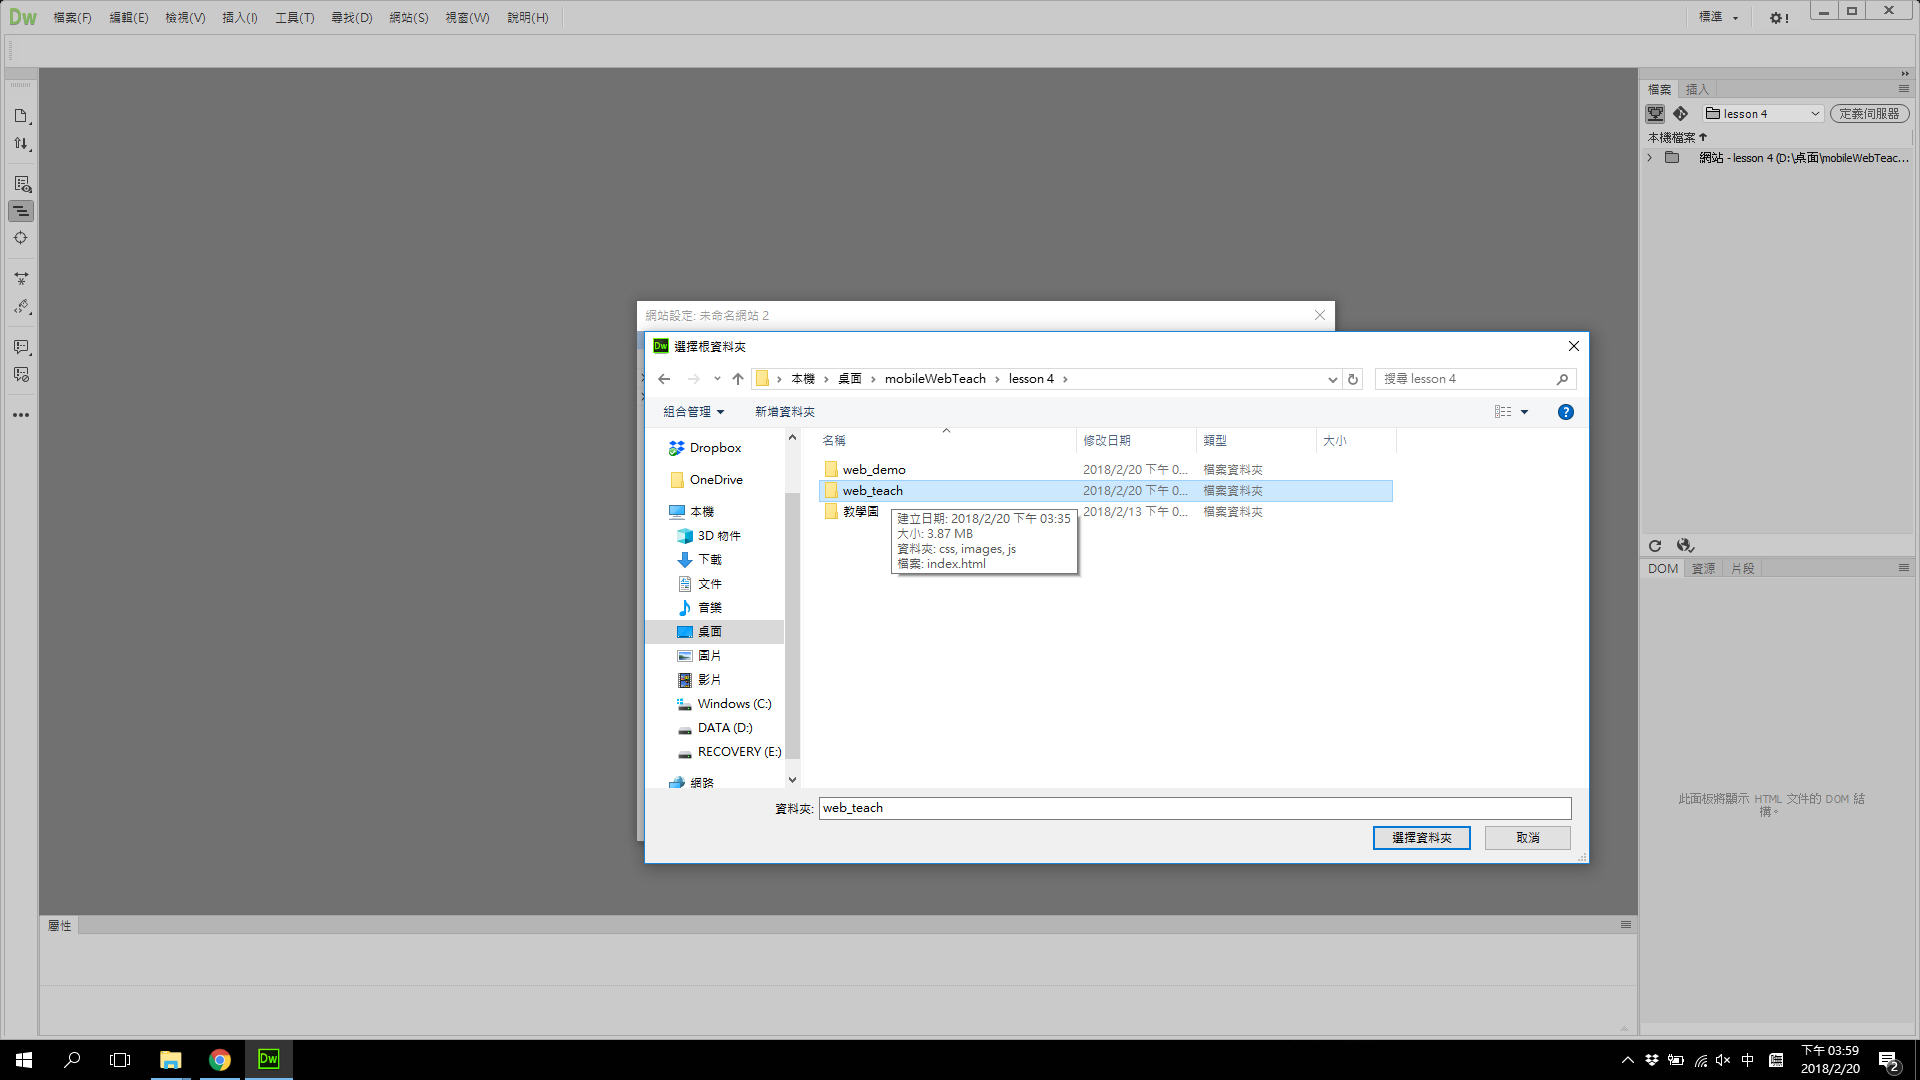 Dw 檔案(F) 編輯(E) 檢視(V) 插入(I) 工具(T) 尋找(D) 網站(S) 視窗(W) 說明(H) 標準
檔案 插入
lesson 4 定義伺服器
本機檔案
網站 - lesson 4 (D:\桌面\mobileWebTeac...
網站設定: 未命名網站 2
Dw 選擇根資料夾
本機 桌面 mobileWebTeach lesson 4 搜尋 lesson 4
組合管理 新增資料夾
Dropbox
OneDrive
本機
3D 物件
下載
文件
音樂
桌面
圖片
影片
Windows (C:)
DATA (D:)
RECOVERY (E:)
網路
名稱 修改日期 類型 大小
web_demo 2018/2/20 下午 0... 檔案資料夾
web_teach 2018/2/20 下午 0... 檔案資料夾
教學圖 2018/2/13 下午 0... 檔案資料夾
建立日期: 2018/2/20 下午 03:35
大小: 3.87 MB
資料夾: css, images, js
檔案: index.html
資料夾: web_teach
選擇資料夾 取消
DOM 資源 片段
此面板將顯示 HTML 文件的 DOM 結
構。
屬性
Dw
中
下午 03:59
2018/2/20
2